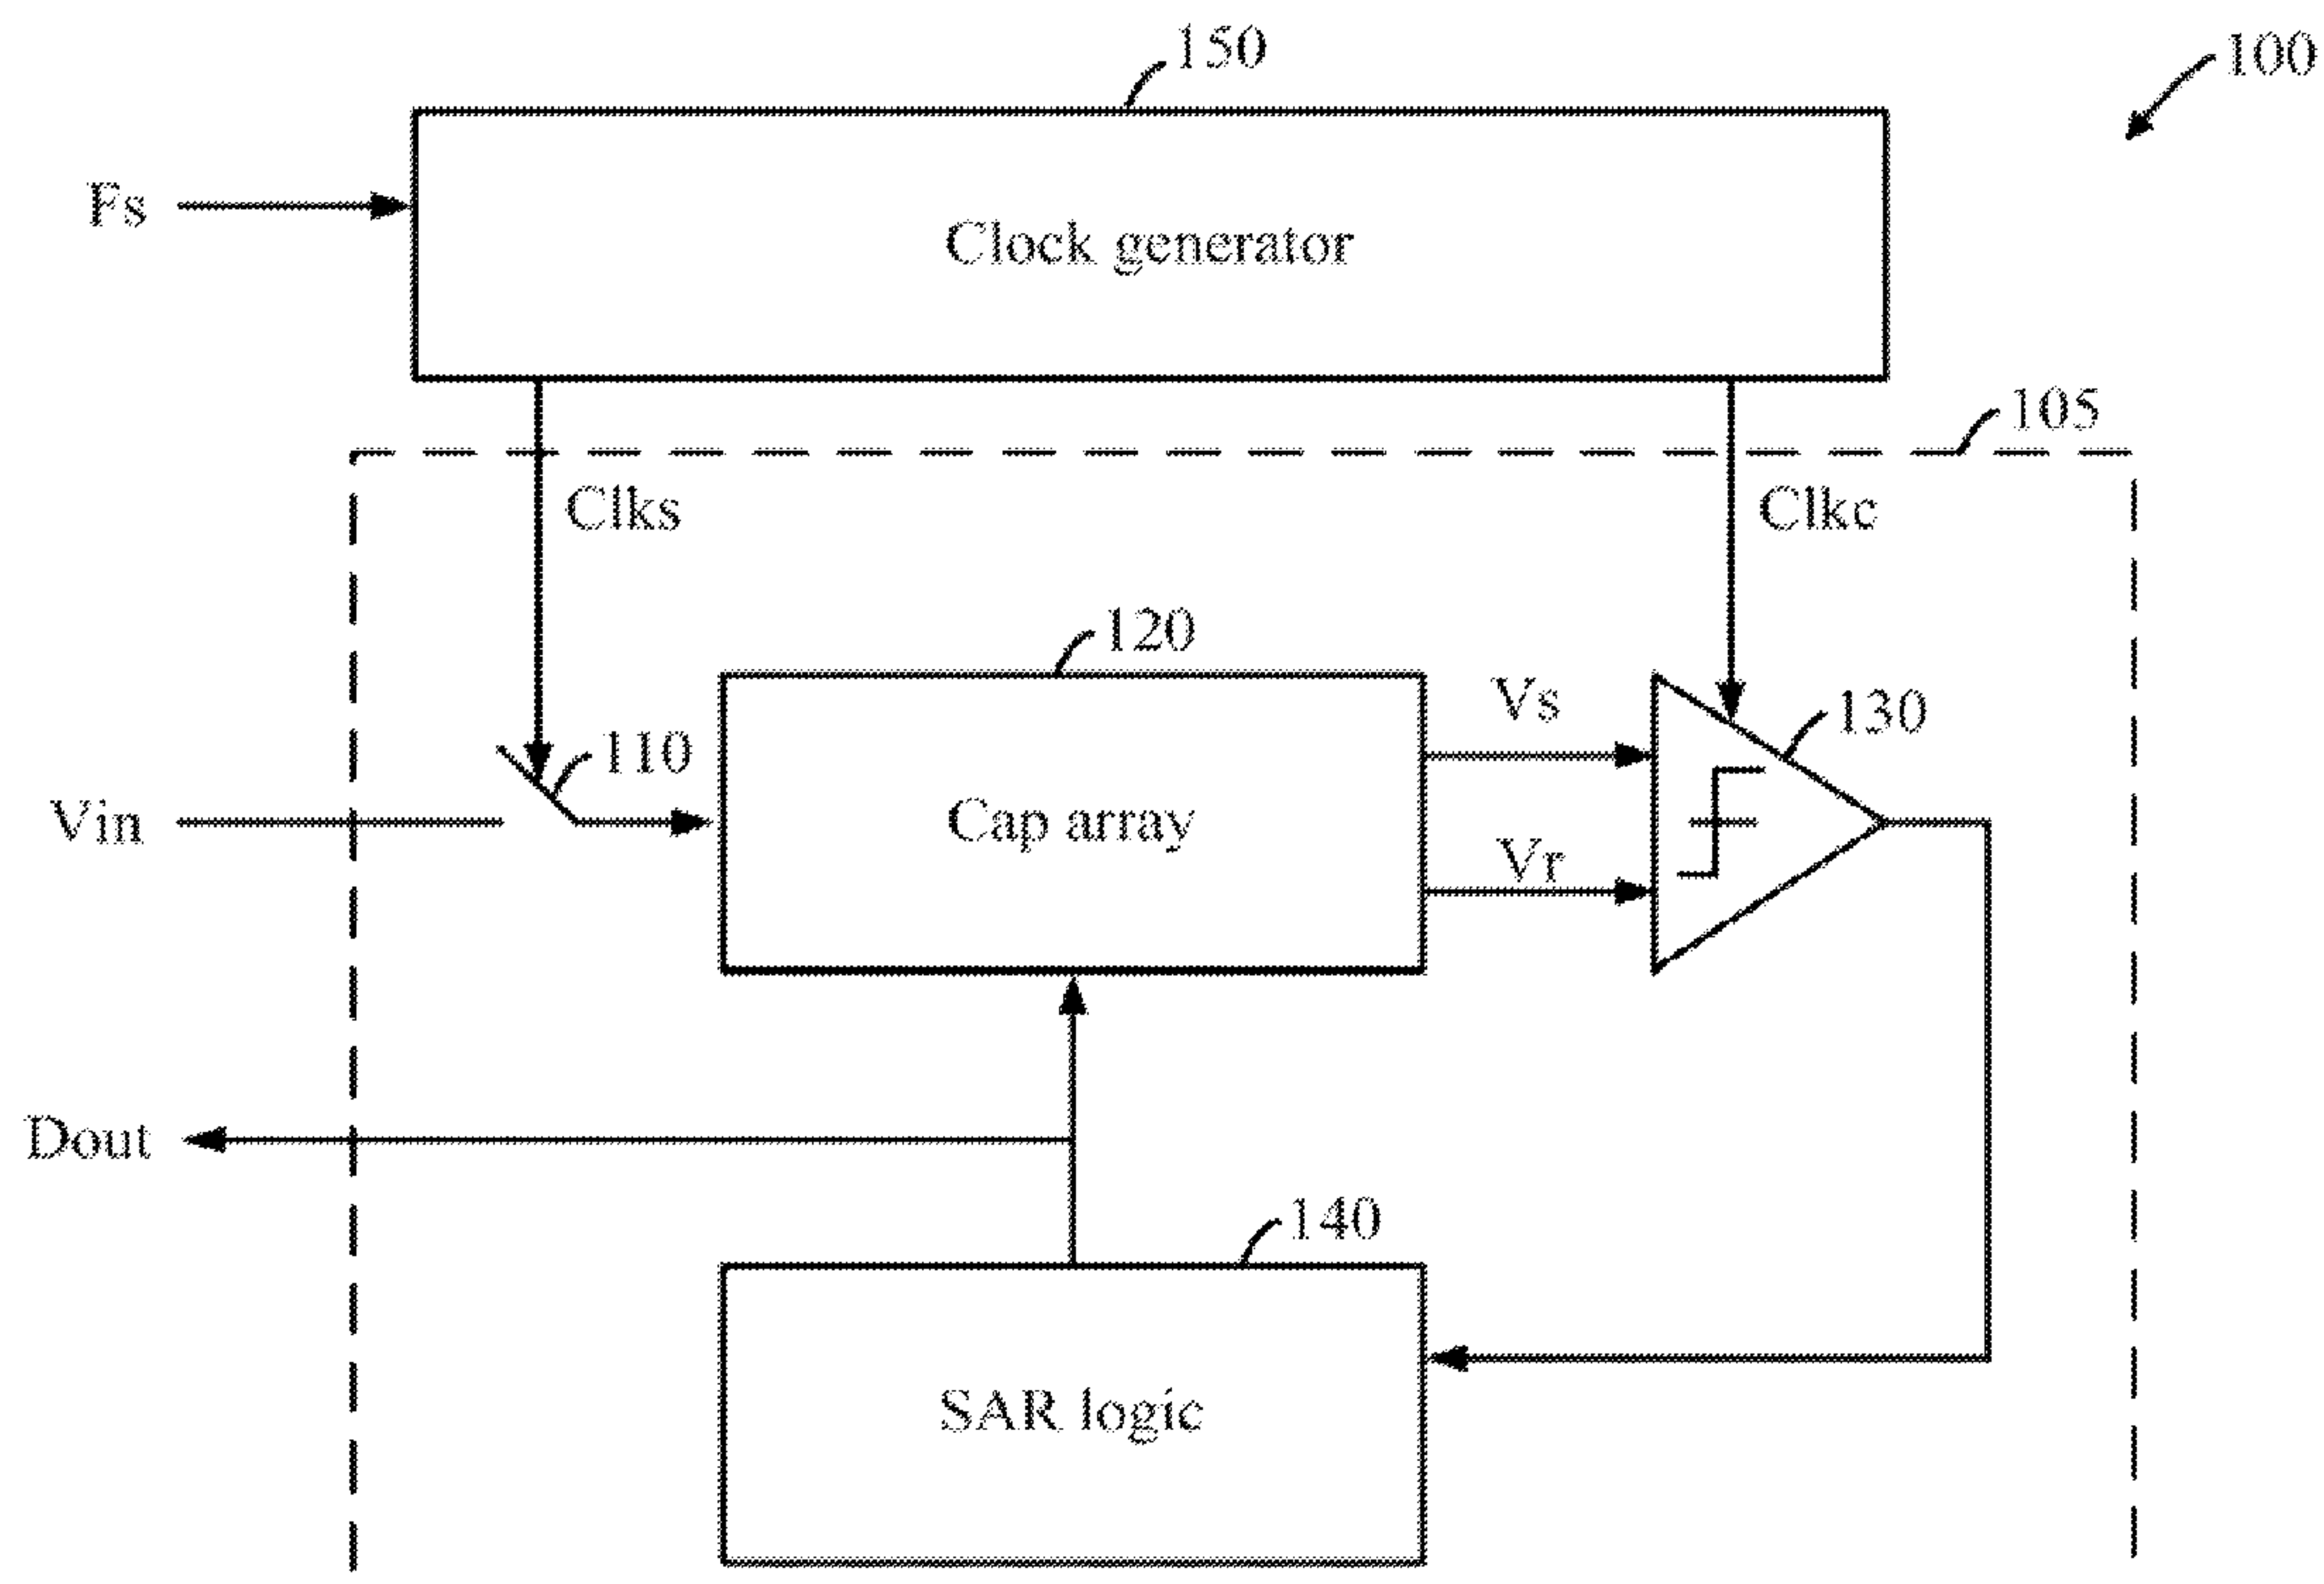 150
100
Fs
Clock generator
105
Clks
Clkc
120
Vs
130
110
Vin
Cap array
Vr
Dout
140
SAR logic